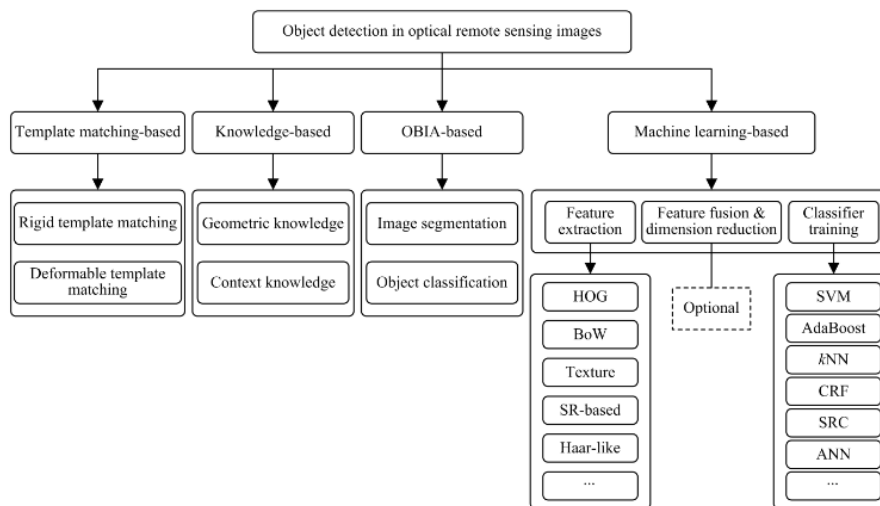 Object detection in optical remote sensing images
Template matching-based
Knowledge-based
OBIA-based
Machine learning-based
Rigid template matching
Deformable template
matching
Geometric knowledge
Context knowledge
Image segmentation
Object classification
Feature
extraction
Feature fusion &
dimension reduction
Classifier
training
HOG
BoW
Texture
SR-based
Haar-like
...
Optional
SVM
AdaBoost
kNN
CRF
SRC
ANN
...